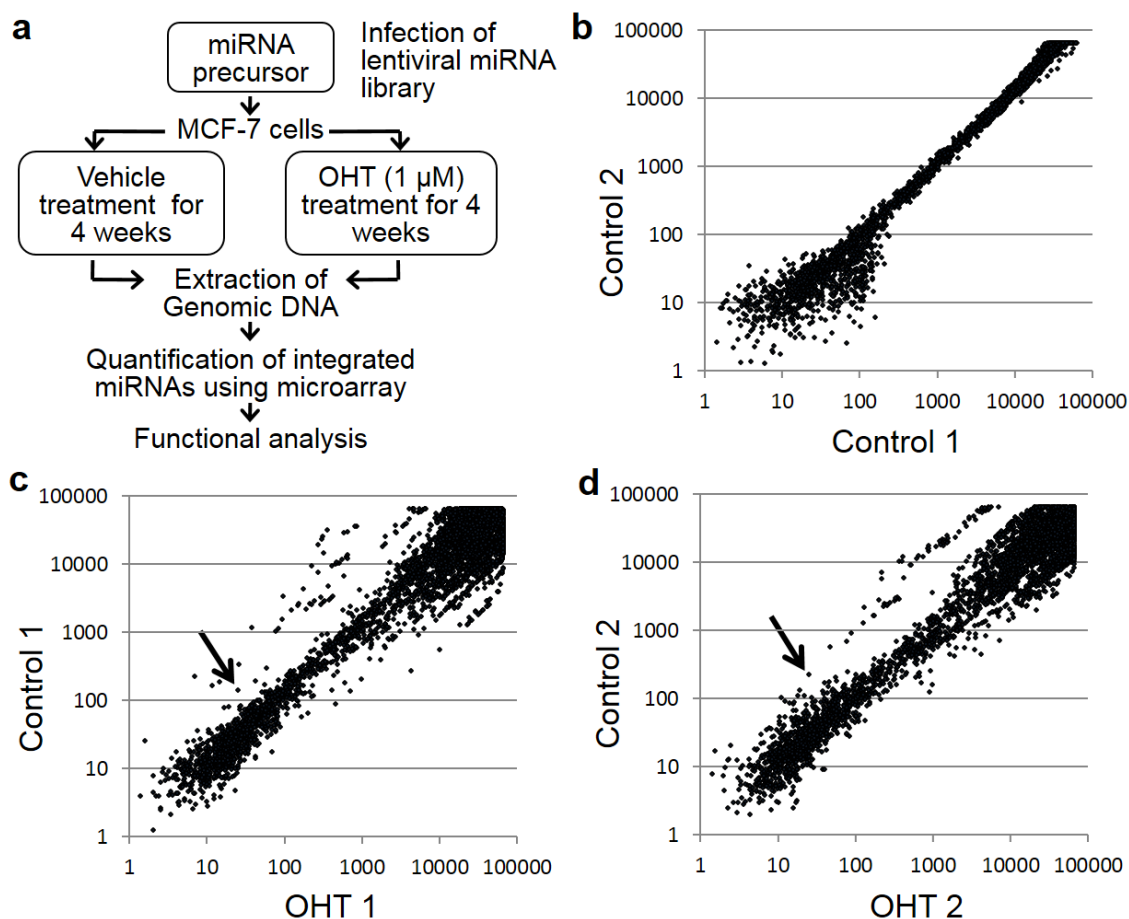 a
miRNA
precursor
Infection of
lentiviral miRNA
library
MCF-7 cells
Vehicle
treatment for
4 weeks
OHT (1 µM)
treatment for 4
weeks
Extraction of
Genomic DNA
Quantification of integrated
miRNAs using microarray
Functional analysis
b
100000
10000
1000
100
10
1
Control 2
1 10 100 1000 10000 100000
Control 1
c
100000
10000
1000
100
10
1
Control 1
1 10 100 1000 10000 100000
OHT 1
d
100000
10000
1000
100
10
1
Control 2
1 10 100 1000 10000 100000
OHT 2